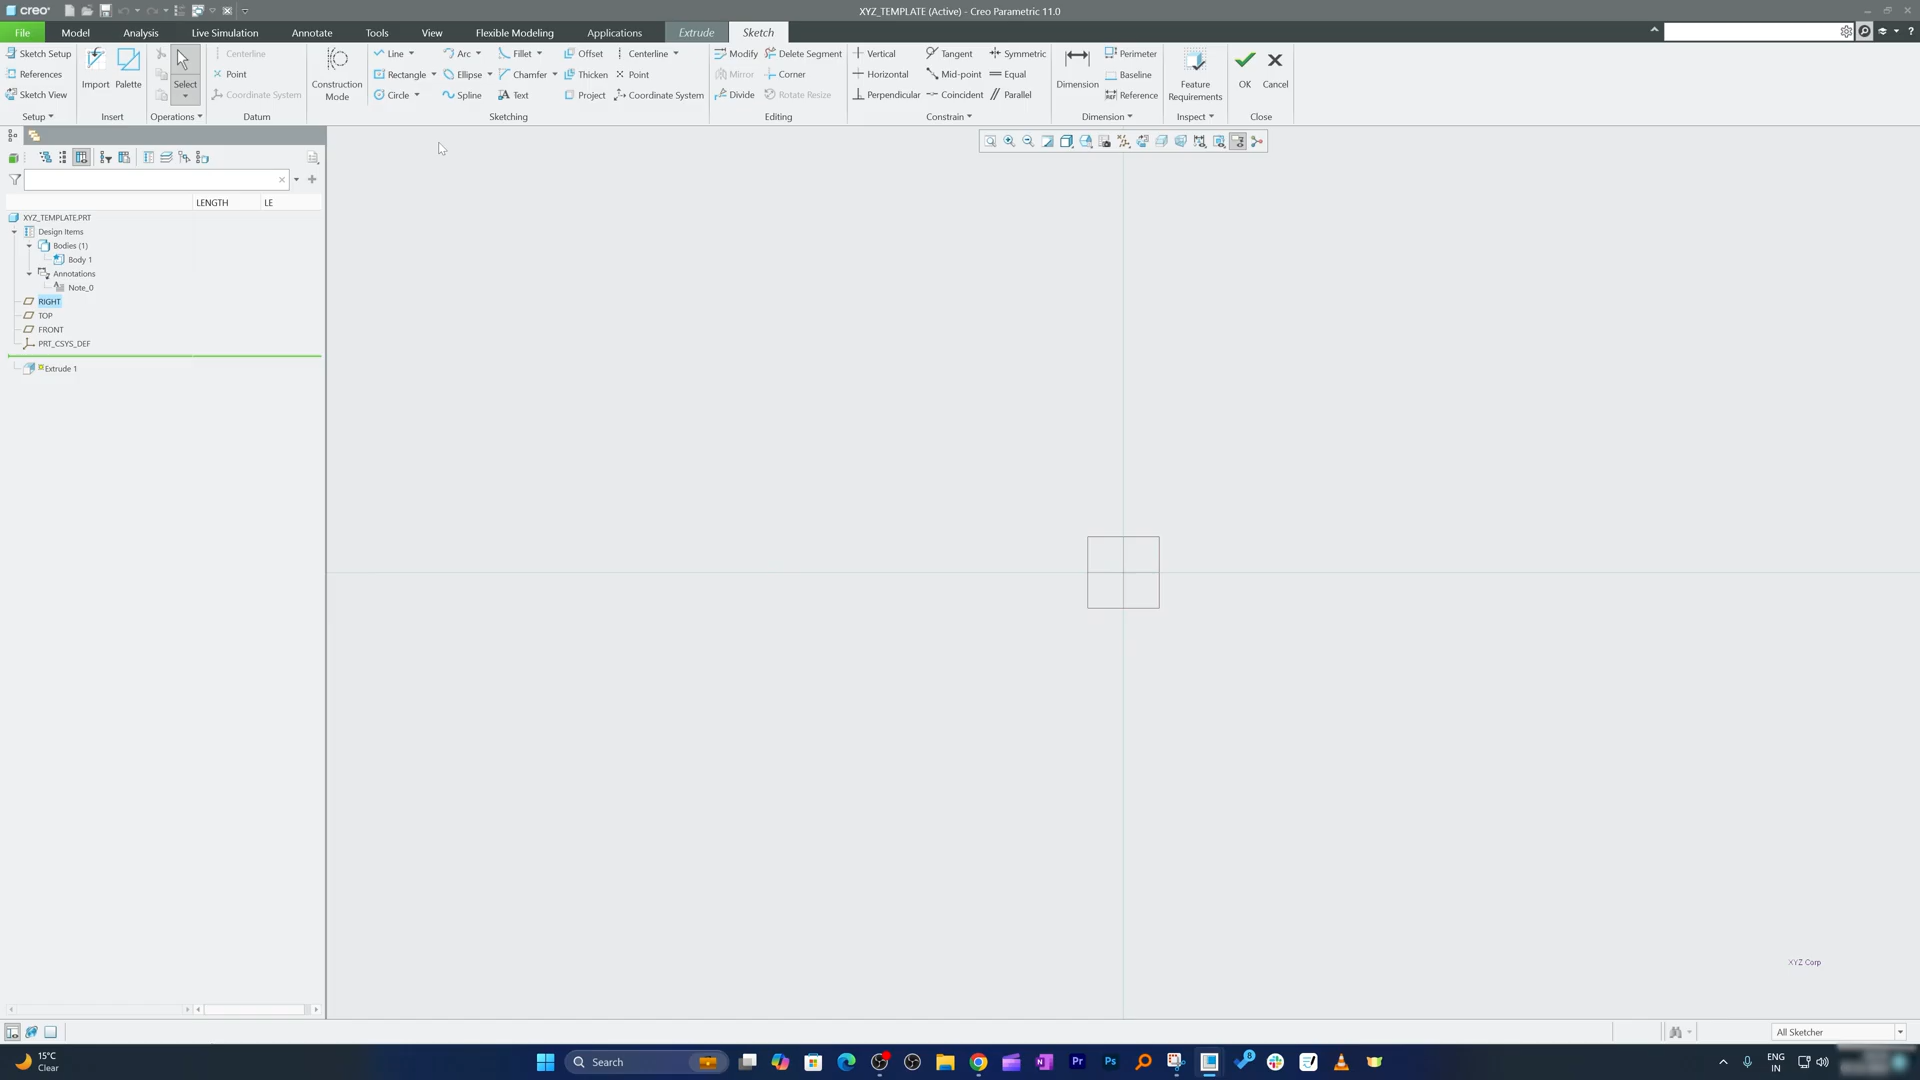 creo
XYZ_TEMPLATE (Active) - Creo Parametric 11.0
File Model Analysis Live Simulation Annotate Tools View Flexible Modeling Applications Extrude Sketch
Sketch Setup
References
Sketch View
Setup
Import Palette
Insert
Select
Operations
Centerline
Point
Coordinate System
Datum
Construction
Mode
Line Arc Fillet Offset Centerline
Rectangle Ellipse Chamfer Thicken Point
Circle Spline Text Project Coordinate System
Sketching
Modify Delete Segment
Mirror Corner
Divide Rotate Resize
Editing
Vertical Tangent Symmetric
Horizontal Mid-point Equal
Perpendicular Coincident Parallel
Constrain
Dimension
Perimeter
Baseline
REF Reference
Dimension
Feature
Requirements
Inspect
OK Cancel
Close
LENGTH LE
XYZ_TEMPLATE.PRT
Design Items
Bodies (1)
Body 1
Annotations
Note_0
RIGHT
TOP
FRONT
PRT_CSYS_DEF
Extrude 1
XYZ Corp
All Sketcher
15°C
Clear
Search
Pr
Ps
8
ENG
IN